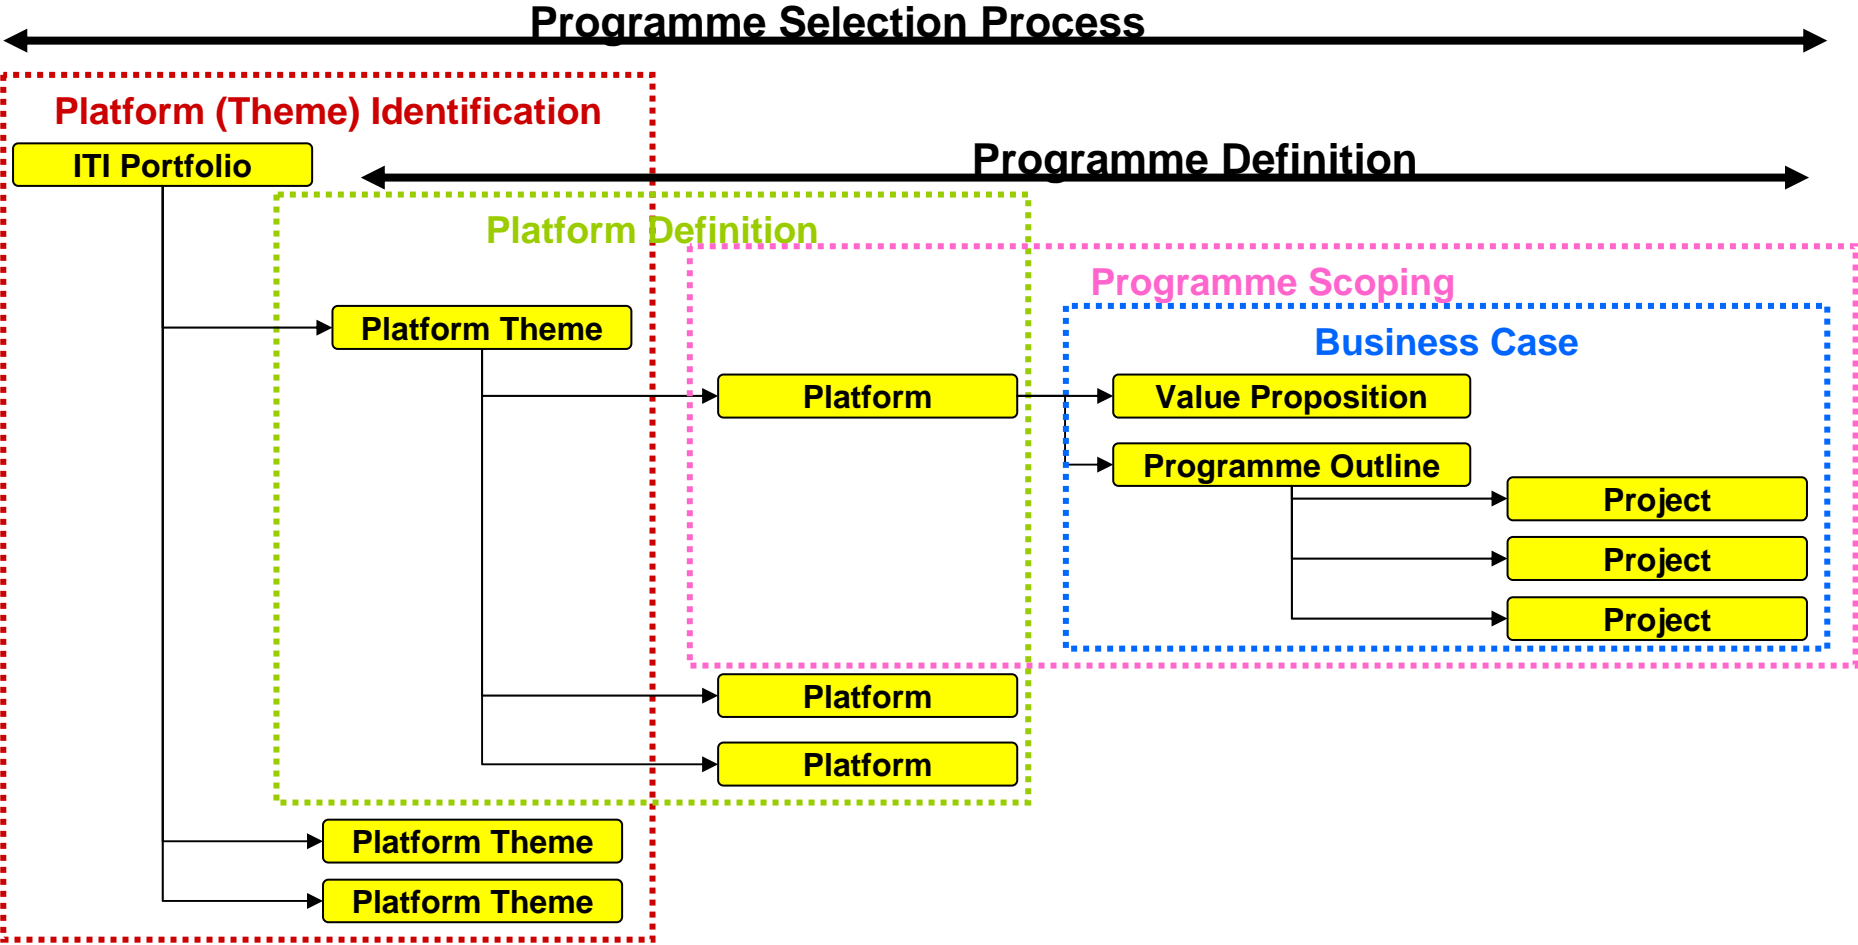 Programme Selection Process
Platform (Theme) Identification
ITI Portfolio
Programme Definition
Platform Definition
Programme Scoping
Platform Theme
Business Case
Platform
Value Proposition
Programme Outline
Project
Project
Project
Platform
Platform
Platform Theme
Platform Theme